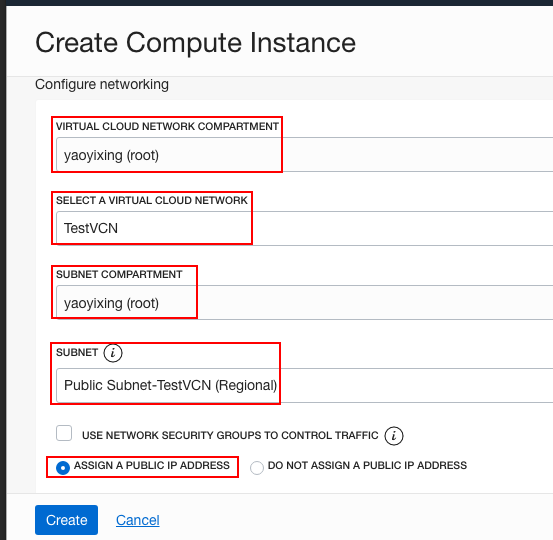 Create Compute Instance
Configure networking
VIRTUAL CLOUD NETWORK COMPARTMENT
yaoyixing (root)
SELECT A VIRTUAL CLOUD NETWORK
TestVCN
SUBNET COMPARTMENT
yaoyixing (root)
SUBNET i
Public Subnet-TestVCN (Regional)
USE NETWORK SECURITY GROUPS TO CONTROL TRAFFIC i
ASSIGN A PUBLIC IP ADDRESS DO NOT ASSIGN A PUBLIC IP ADDRESS
Create Cancel